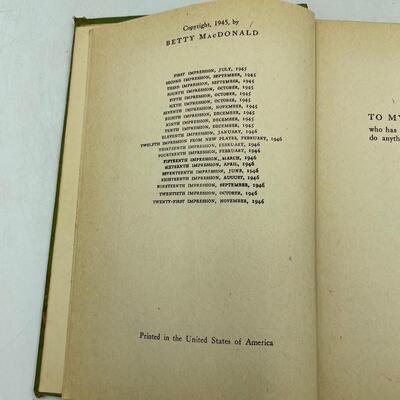 Copyright, 1945, by
BETTY MACDONALD
FIRST IMPRESSION, JULY, 1945
SECOND IMPRESSION, SEPTEMBER, 1945
THIRD IMPRESSION, SEPTEMBER, 1945
FOURTH IMPRESSION, OCTOBER, 1945
FIFTH IMPRESSION, OCTOBER, 1945
SIXTH IMPRESSION, OCTOBER, 1945
SEVENTH IMPRESSION, NOVEMBER, 1945
EIGHTH IMPRESSION, DECEMBER, 1945
NINTH IMPRESSION, DECEMBER, 1945
TENTH IMPRESSION, DECEMBER, 1945
ELEVENTH IMPRESSION, JANUARY, 1946
TWELFTH IMPRESSION FROM NEW PLATES, FEBRUARY, 1946
THIRTEENTH IMPRESSION, FEBRUARY, 1946
FOURTEENTH IMPRESSION, FEBRUARY, 1946
FIFTEENTH IMPRESSION, MARCH, 1946
SIXTEENTH IMPRESSION, APRIL, 1946
SEVENTEENTH IMPRESSION, JUNE, 1946
EIGHTEENTH IMPRESSION, AUGUST, 1946
NINETEENTH IMPRESSION, SEPTEMBER, 1946
TWENTIETH IMPRESSION, OCTOBER, 1946
TWENTY-FIRST IMPRESSION, NOVEMBER, 1946
Printed in the United States of America
TO MY
who has
do anyth